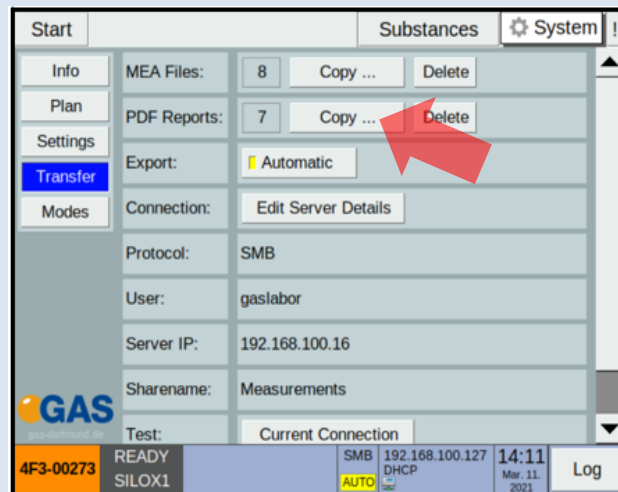 Start Substances System !
Info
Plan
Settings
Transfer
Modes
MEA Files: 8 Copy ... Delete
PDF Reports: 7 Copy ... Delete
Export: Automatic
Connection: Edit Server Details
Protocol: SMB
User: gaslabor
Server IP: 192.168.100.16
Sharename: Measurements
Test: Current Connection
GAS
gas-dortmund.de
4F3-00273
READY
SILOX1
SMB
AUTO
192.168.100.127
DHCP
14:11
Mar. 11.
2021
Log